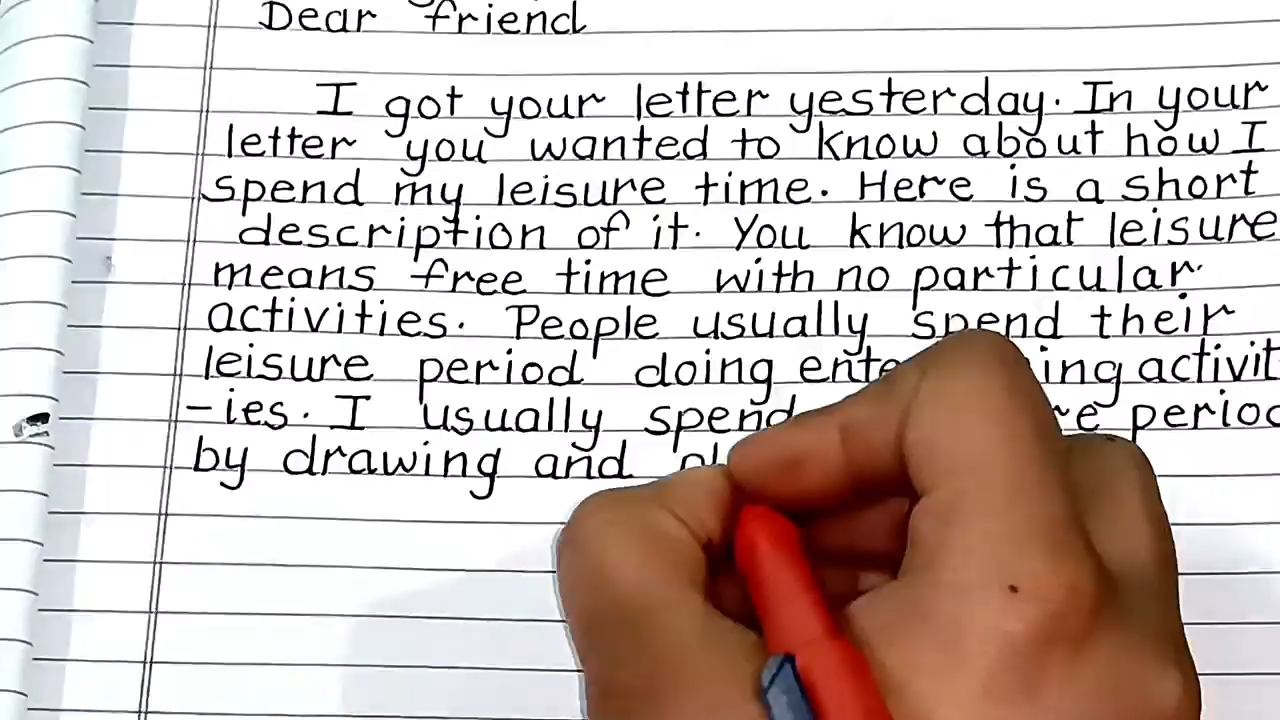 Dear friend
I got your letter yesterday. In your
letter you wanted to know about how I
spend my leisure time. Here is a short
description of it. You know that leisure
means free time with no particular
activities. People usually spend their
leisure period doing activit
-ies. I usually spend
by drawing and